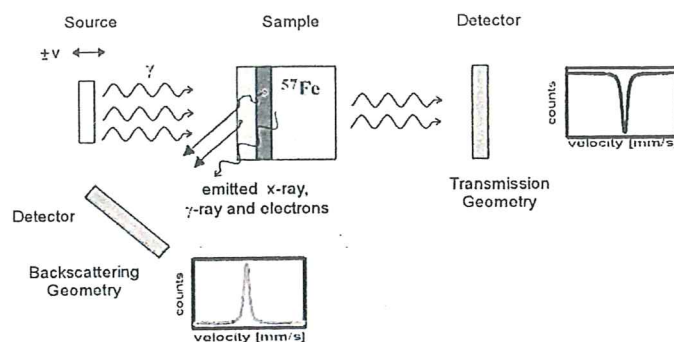 Source
Sample
Detector
±v
γ
⁵⁷Fe
counts
velocity [mm/s]
emitted x-ray,
γ-ray and electrons
Transmission
Geometry
Detector
Backscattering
Geometry
counts
velocity [mm/s]